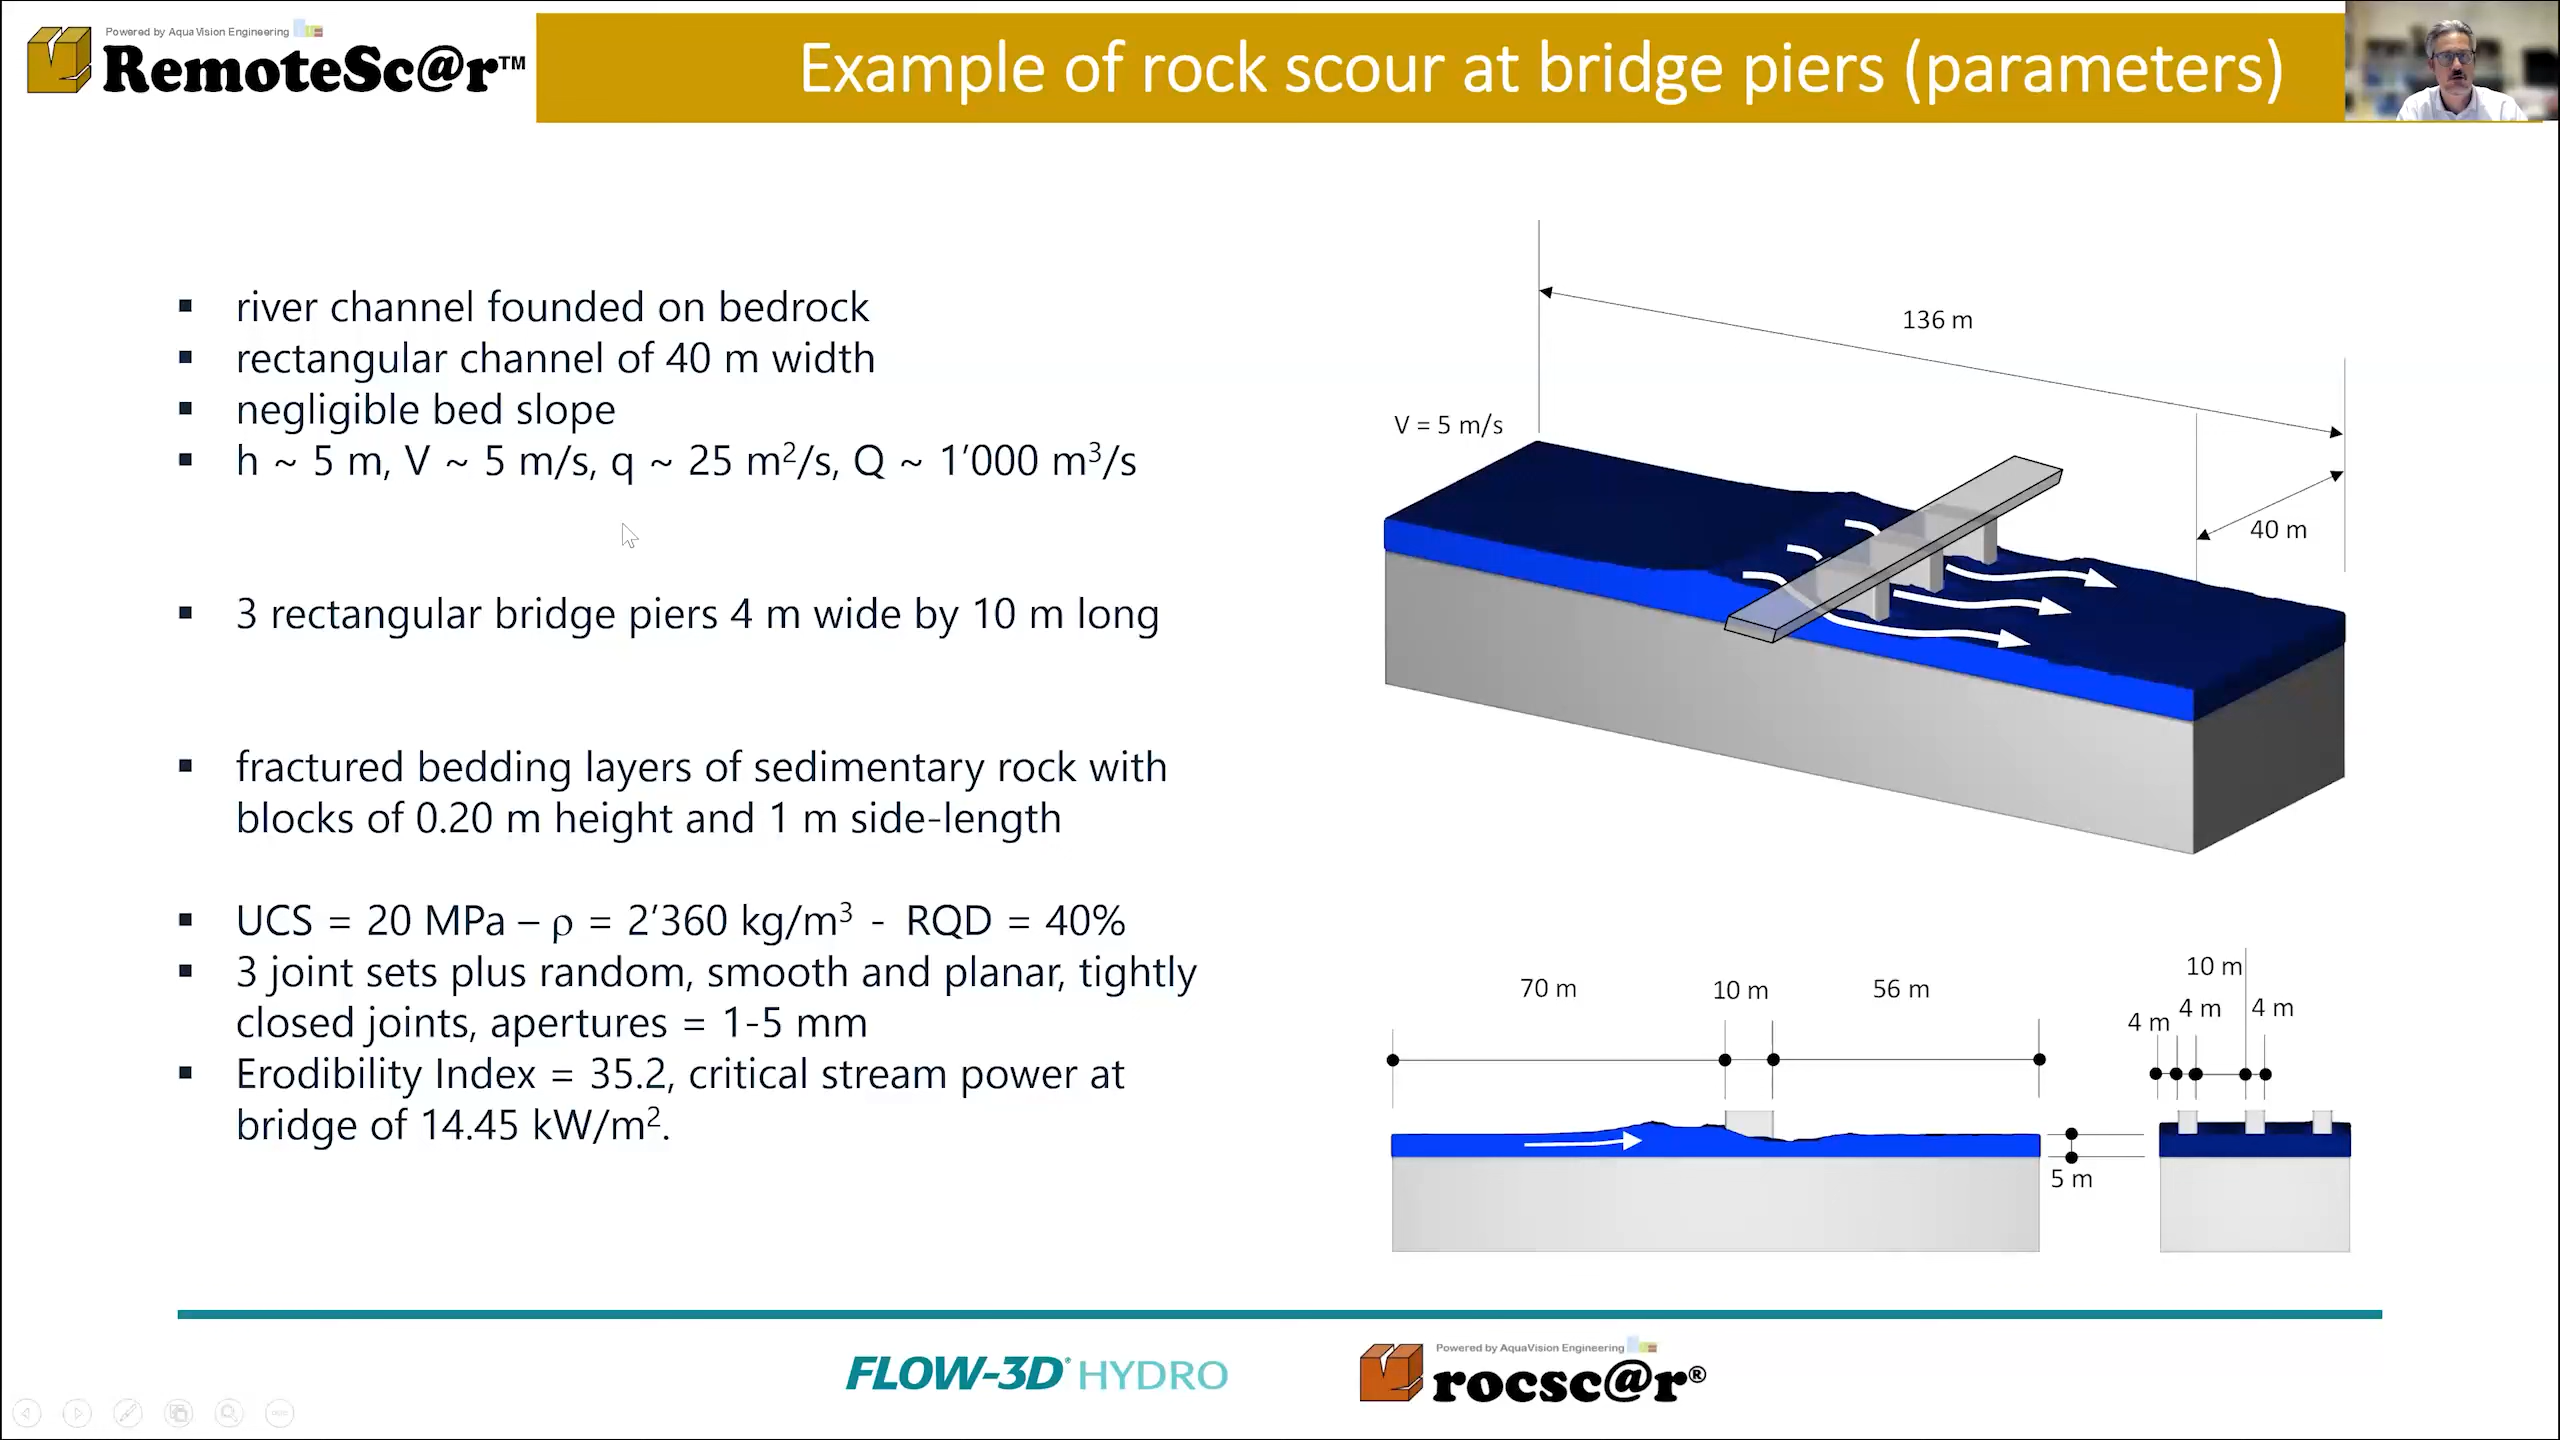 Powered by AquaVision Engineering
RemoteSc@r™
Example of rock scour at bridge piers (parameters)
▪ river channel founded on bedrock
▪ rectangular channel of 40 m width
▪ negligible bed slope
▪ h ~ 5 m, V ~ 5 m/s, q ~ 25 m²/s, Q ~ 1’000 m³/s
▪ 3 rectangular bridge piers 4 m wide by 10 m long
▪ fractured bedding layers of sedimentary rock with
blocks of 0.20 m height and 1 m side-length
▪ UCS = 20 MPa – ρ = 2’360 kg/m³ - RQD = 40%
▪ 3 joint sets plus random, smooth and planar, tightly
closed joints, apertures = 1-5 mm
▪ Erodibility Index = 35.2, critical stream power at
bridge of 14.45 kW/m².
136 m
V = 5 m/s
40 m
70 m
10 m
56 m
10 m
4 m
4 m
4 m
5 m
FLOW-3D® HYDRO
Powered by AquaVision Engineering
rocsc@r®